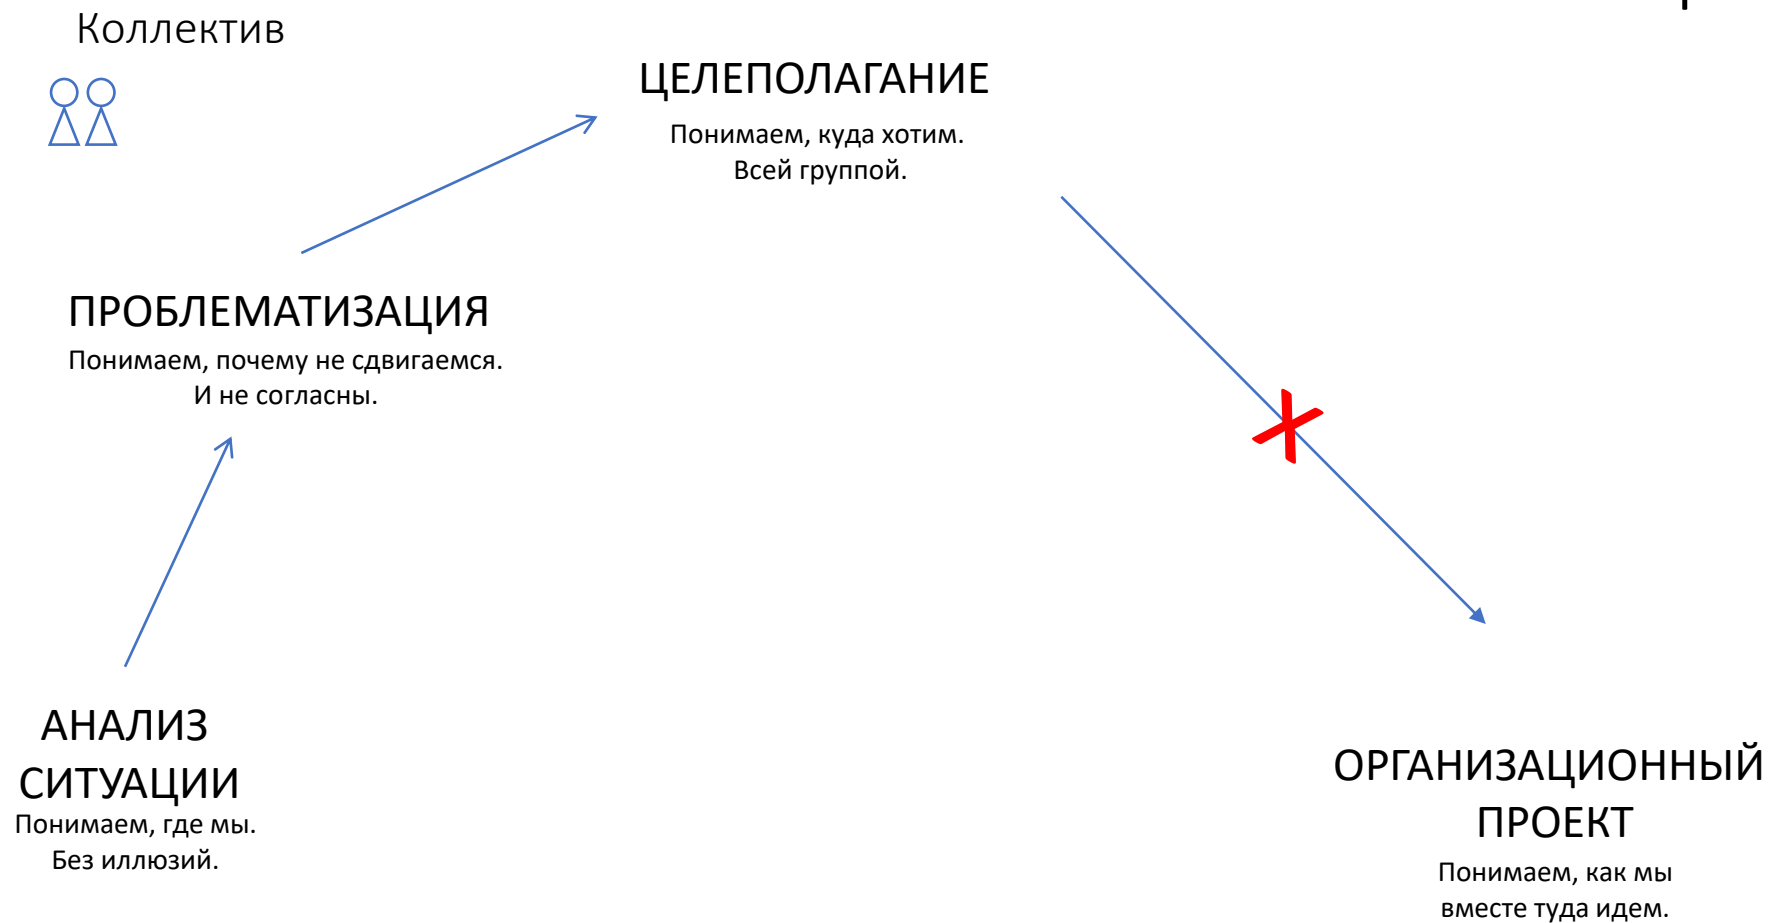 Коллектив
ЦЕЛЕПОЛАГАНИЕ
Понимаем, куда хотим.
Всей группой.
ПРОБЛЕМАТИЗАЦИЯ
Понимаем, почему не сдвигаемся.
И не согласны.
АНАЛИЗ
СИТУАЦИИ
Понимаем, где мы.
Без иллюзий.
ОРГАНИЗАЦИОННЫЙ
ПРОЕКТ
Понимаем, как мы
вместе туда идем.